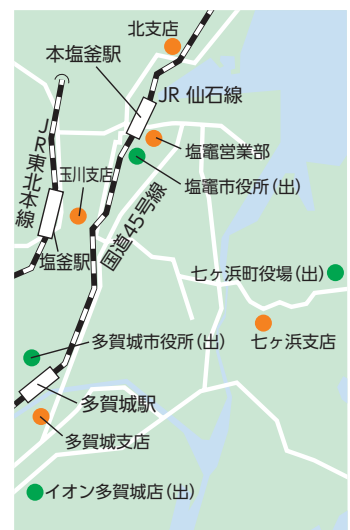 北支店
本塩釜駅
JR 仙石線
塩竈営業部
塩竈市役所(出)
JR東北本線
玉川支店
国道45号線
塩釜駅
七ヶ浜町役場(出)
七ヶ浜支店
多賀城市役所(出)
多賀城駅
多賀城支店
イオン多賀城店(出)